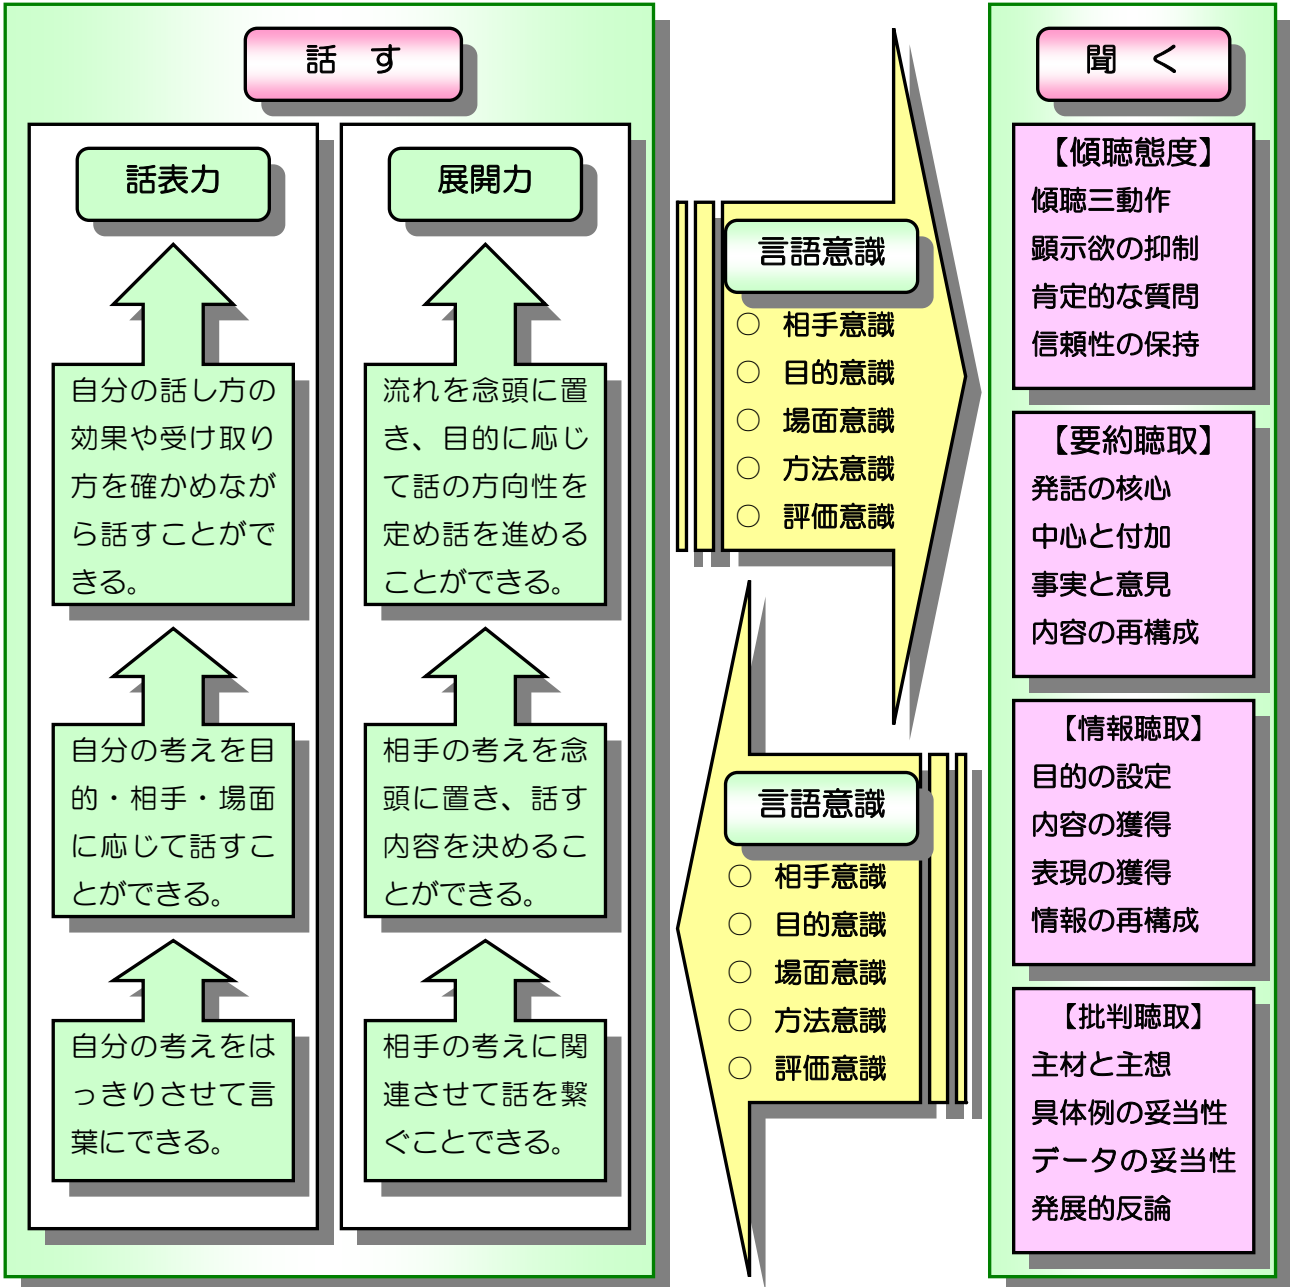 話　す
話表力
自分の話し方の
効果や受け取り
方を確かめなが
ら話すことがで
きる。
自分の考えを目
的・相手・場面
に応じて話すこ
とができる。
自分の考えをは
っきりさせて言
葉にできる。
展開力
流れを念頭に置
き、目的に応じ
て話の方向性を
定め話を進める
ことができる。
相手の考えを念
頭に置き、話す
内容を決めるこ
とができる。
相手の考えに関
連させて話を繋
ぐことできる。
言語意識
○　相手意識
○　目的意識
○　場面意識
○　方法意識
○　評価意識
言語意識
○　相手意識
○　目的意識
○　場面意識
○　方法意識
○　評価意識
聞　く
【傾聴態度】
傾聴三動作
顕示欲の抑制
肯定的な質問
信頼性の保持
【要約聴取】
発話の核心
中心と付加
事実と意見
内容の再構成
【情報聴取】
目的の設定
内容の獲得
表現の獲得
情報の再構成
【批判聴取】
主材と主想
具体例の妥当性
データの妥当性
発展的反論